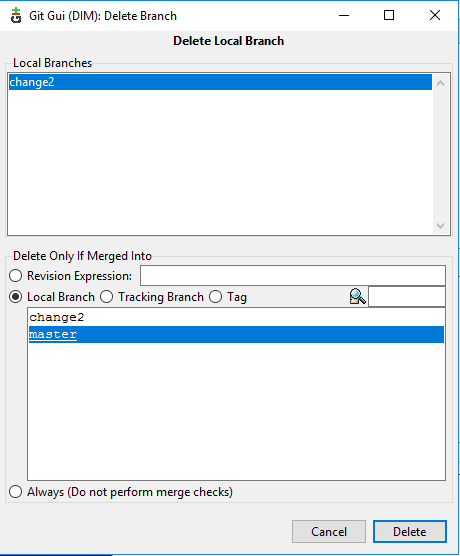 Git Gui (DIM): Delete Branch
Delete Local Branch
Local Branches
change2
Delete Only If Merged Into
Revision Expression:
Local Branch Tracking Branch Tag
change2
master
Always (Do not perform merge checks)
Cancel Delete